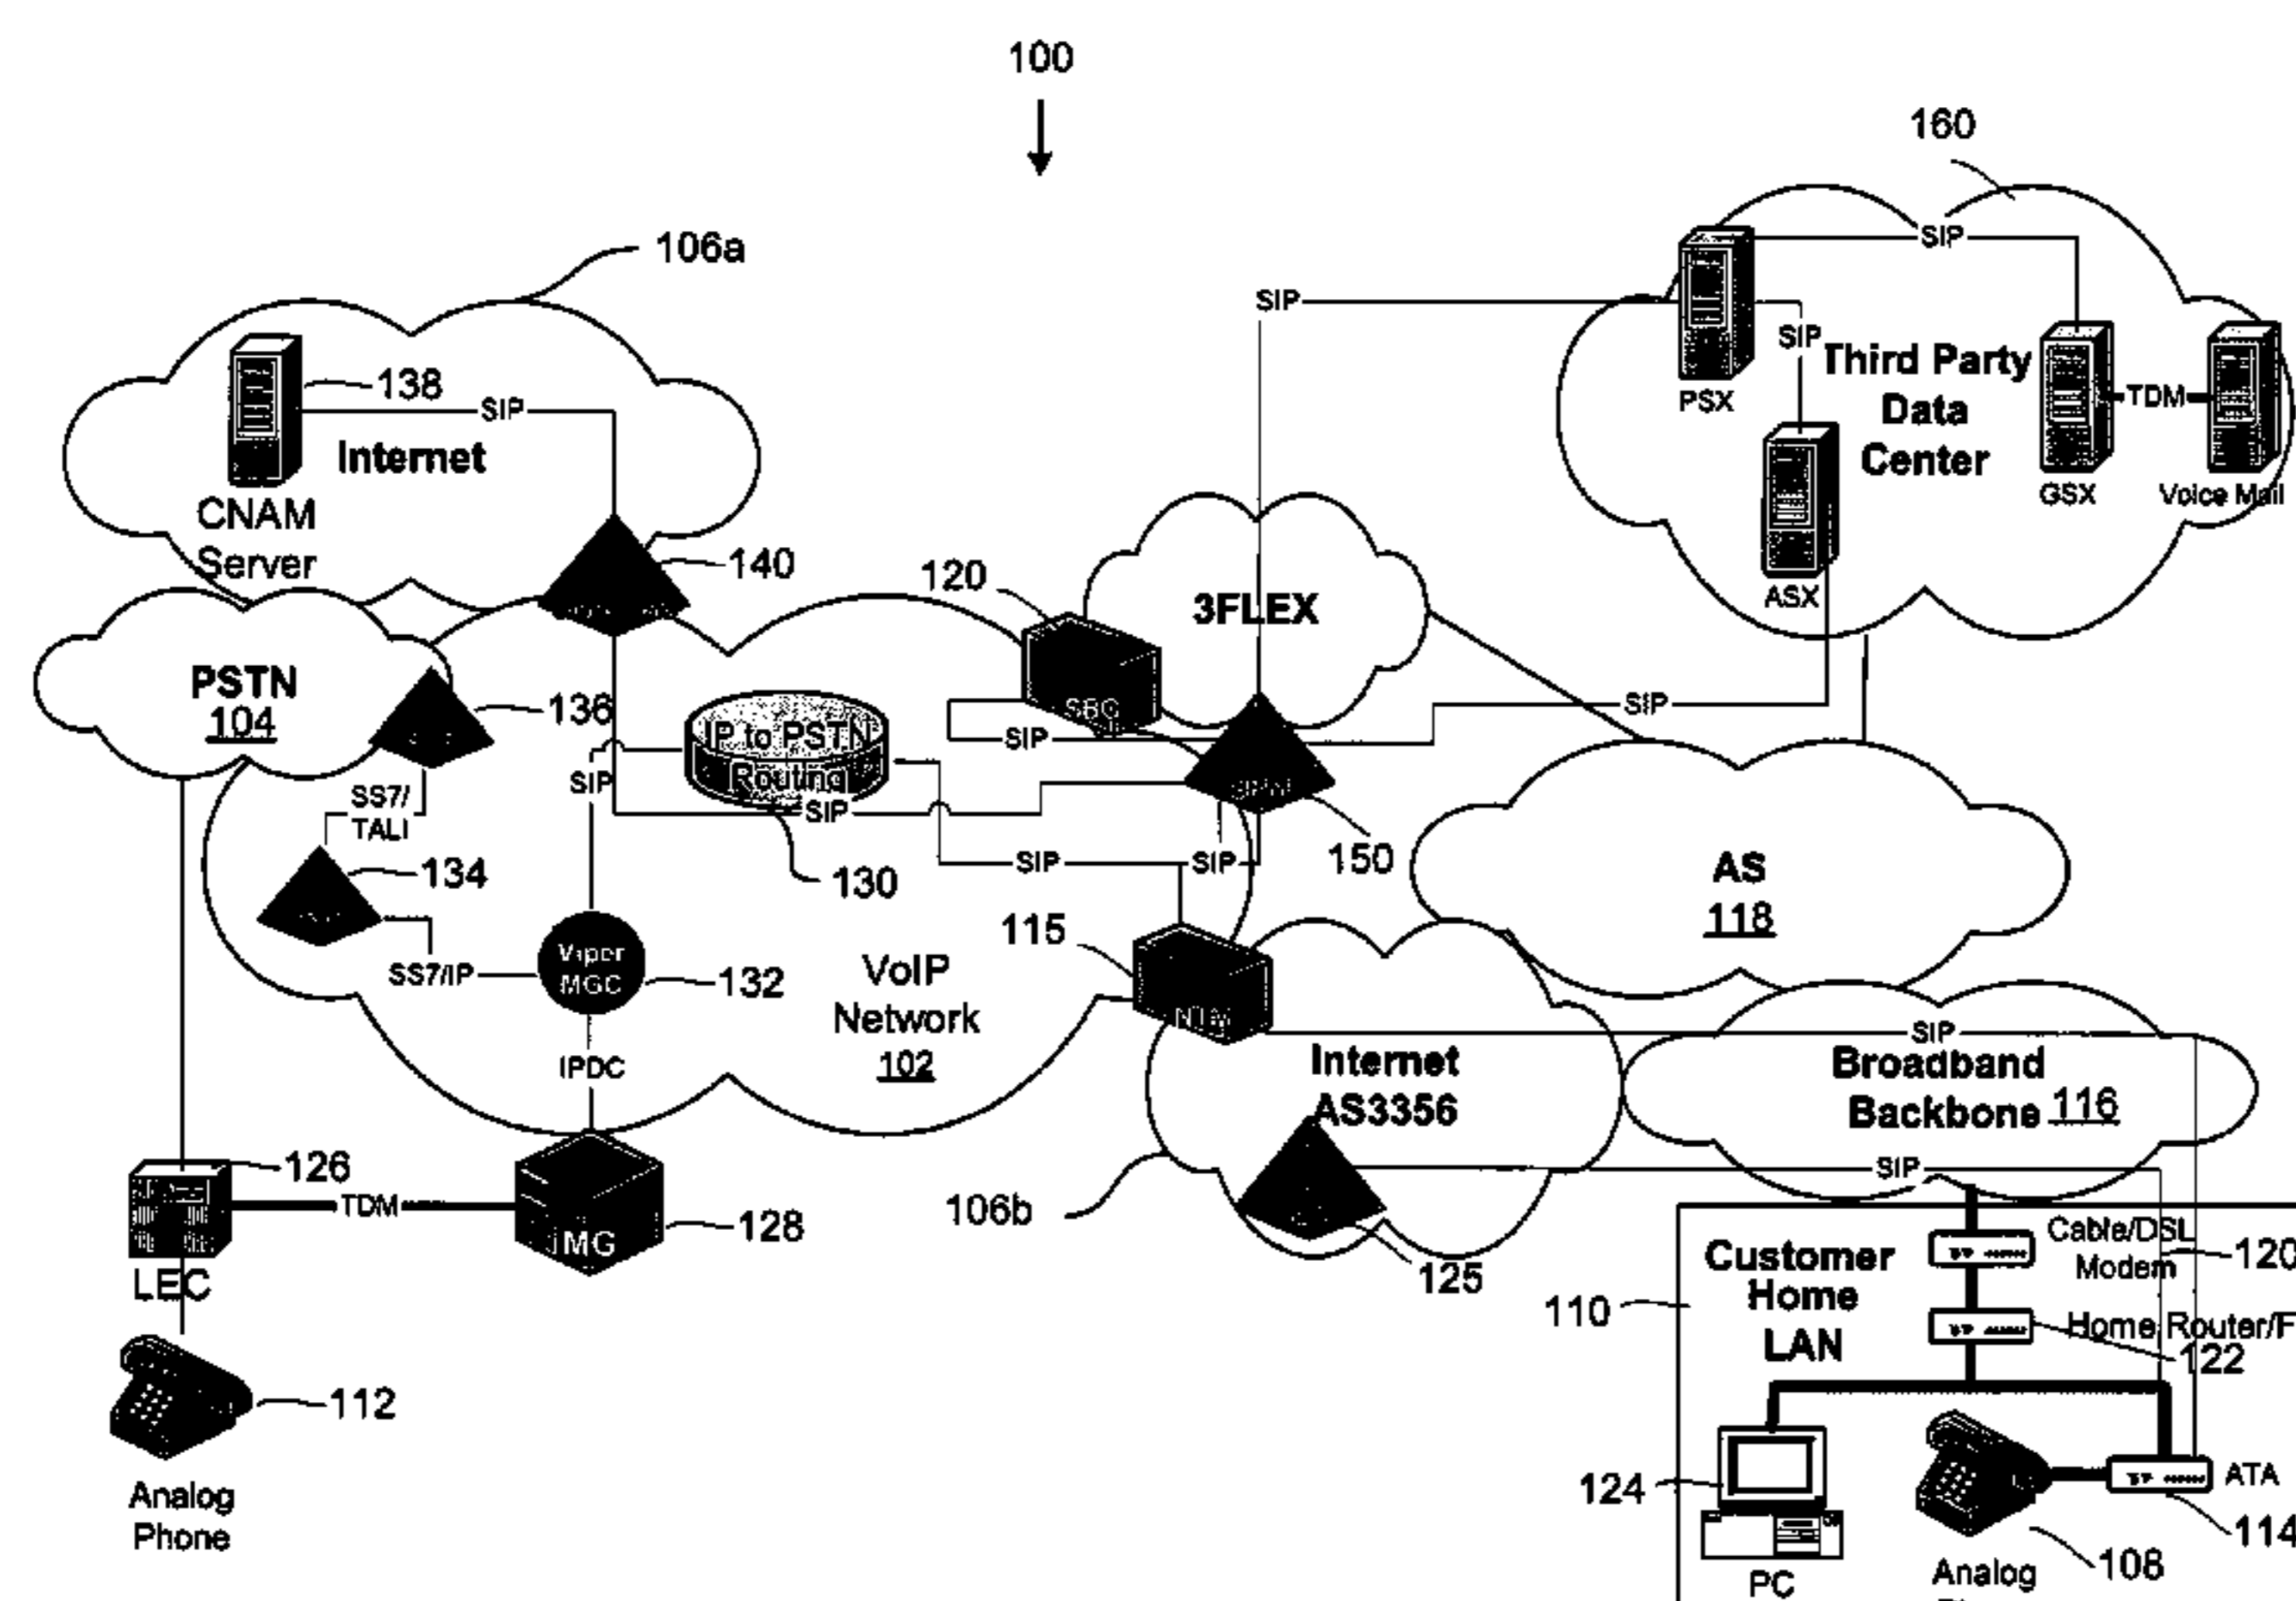 100
160
106a
SIP
SIP
138
SIP
SIP
Third Party
Data
Center
TDM
PSX
Internet
GSX
Voice Mail
CNAM
Server
140
120
3FLEX
ASX
PSTN
104
136
SBC
SIP
SIP
IP to PSTN
Routing
SIP
SS7/
TALI
SIP
134
130
SIP
SIP
150
AS
118
115
Viper
MGC
SS7/IP
132
VoIP
Network
102
SIP
Internet
AS3356
Broadband
Backbone 116
IPDC
126
SIP
TDM
128
106b
MG
LEC
125
Customer
Home
LAN
110
Cable/DSL
Modem
120
Home Router/F
122
112
124
ATA
114
Analog
Phone
108
PC
Analog